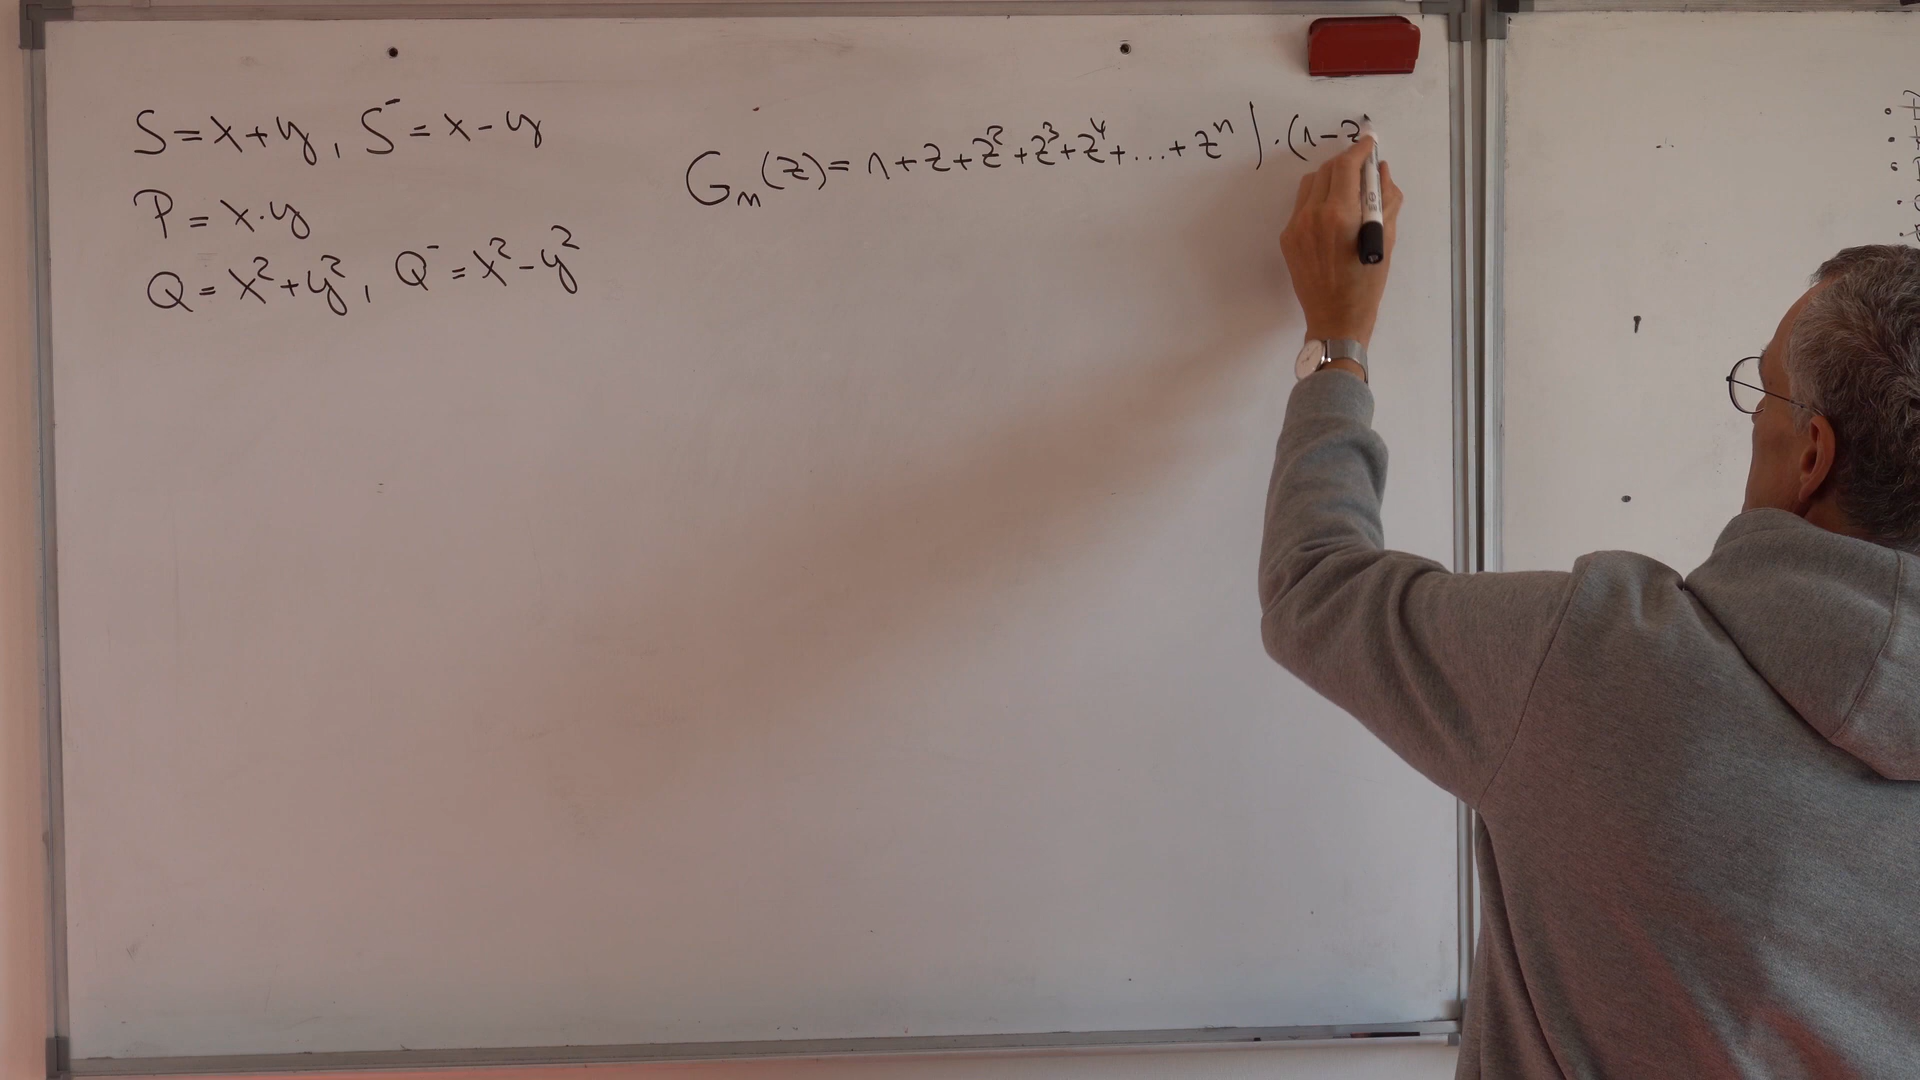 S = x + y , S⁻ = x - y
P = x · y
Q = x² + y² , Q⁻ = x² - y²
Gₙ(z) = 1 + z + z² + z³ + z⁴ + ... + zⁿ | · (1 - z)